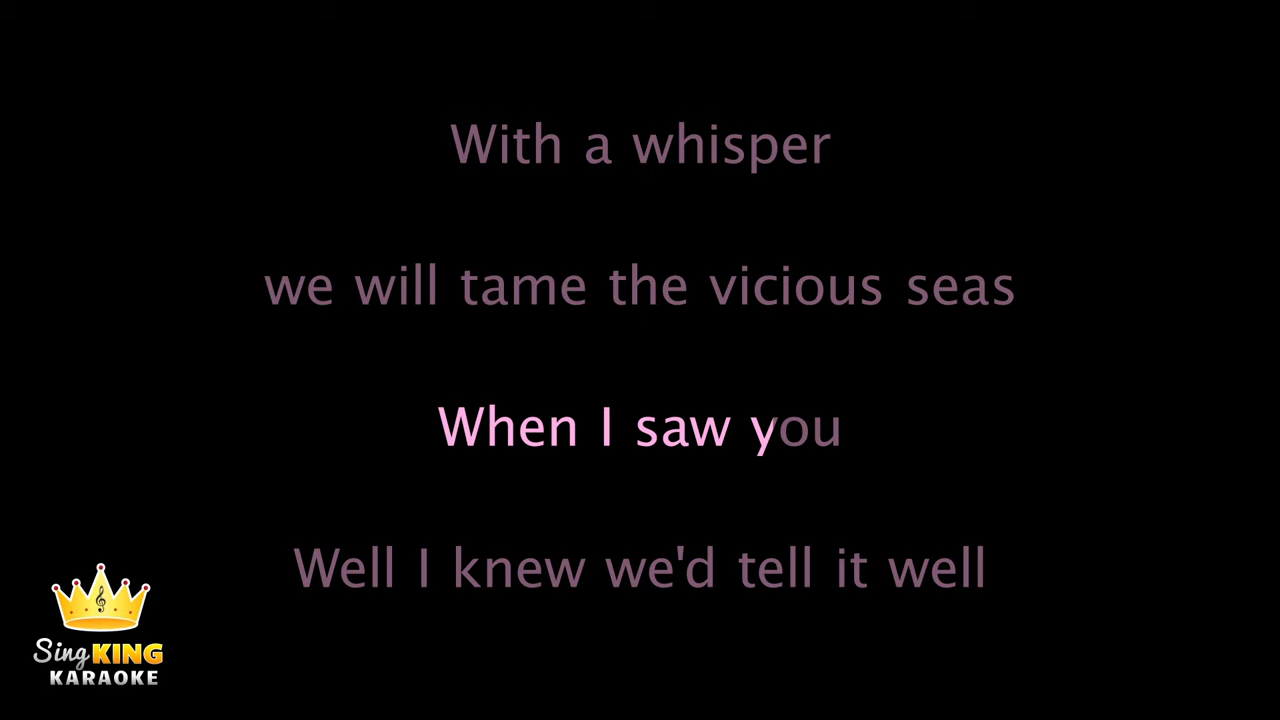 With a whisper
we will tame the vicious seas
When I saw you
Well I knew we'd tell it well
Sing KING
KARAOKE